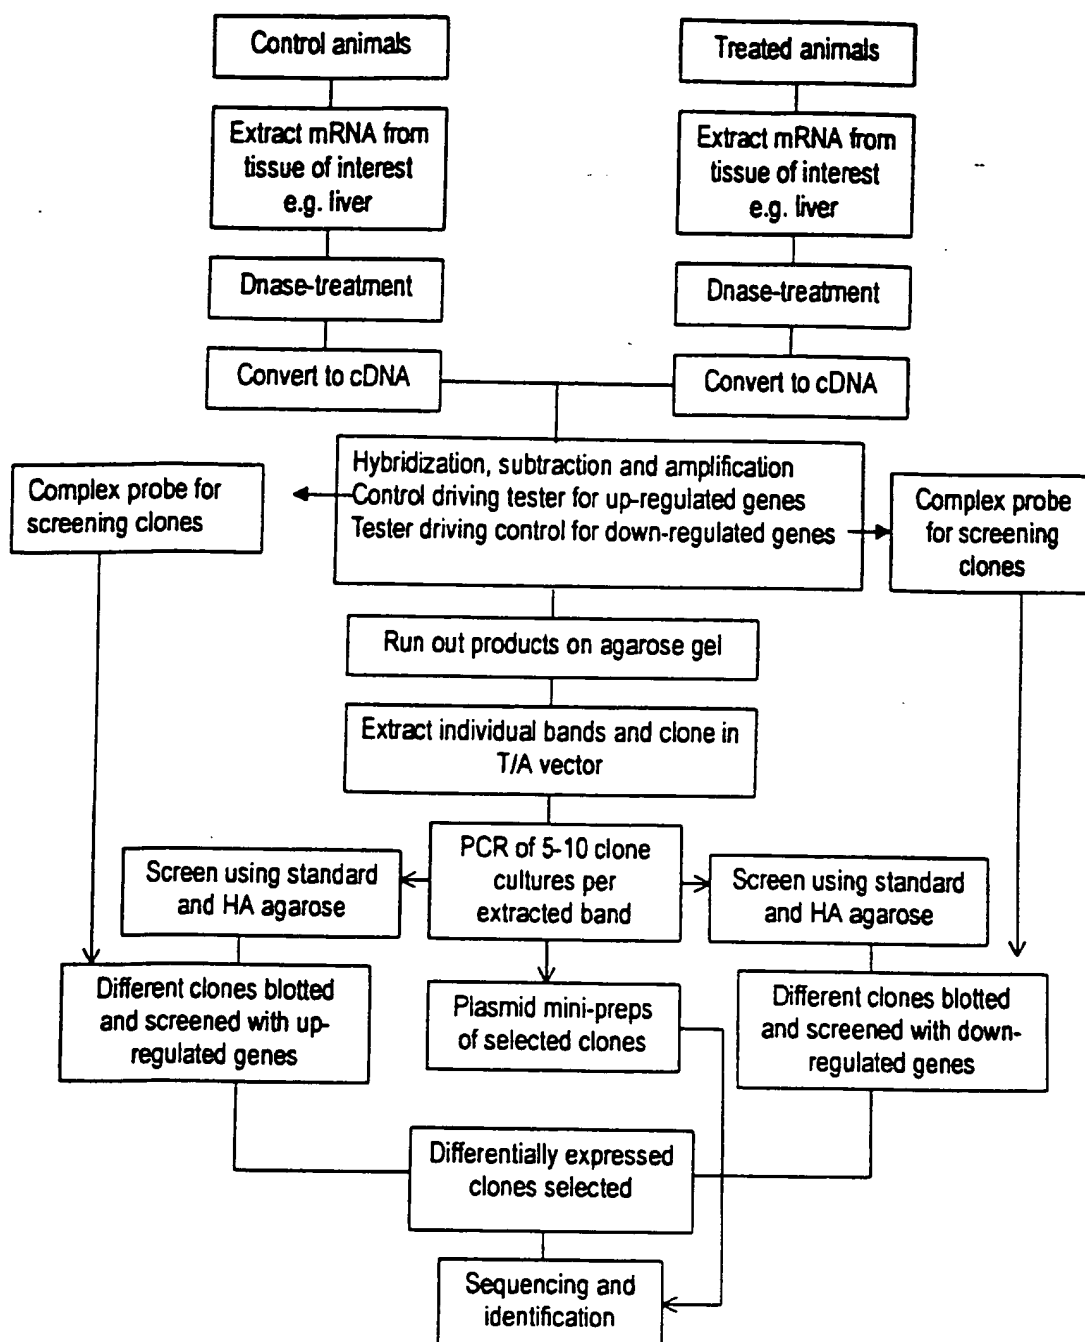 Control animals
Treated animals
Extract mRNA from
tissue of interest
e.g. liver
Extract mRNA from
tissue of interest
e.g. liver
Dnase-treatment
Dnase-treatment
Convert to cDNA
Convert to cDNA
Hybridization, subtraction and amplification
Control driving tester for up-regulated genes
Tester driving control for down-regulated genes
Complex probe for
screening clones
Complex probe
for screening
clones
Run out products on agarose gel
Extract individual bands and clone in
T/A vector
PCR of 5-10 clone
cultures per
extracted band
Screen using standard
and HA agarose
Screen using standard
and HA agarose
Different clones blotted
and screened with up-
regulated genes
Plasmid mini-preps
of selected clones
Different clones blotted
and screened with down-
regulated genes
Differentially expressed
clones selected
Sequencing and
identification